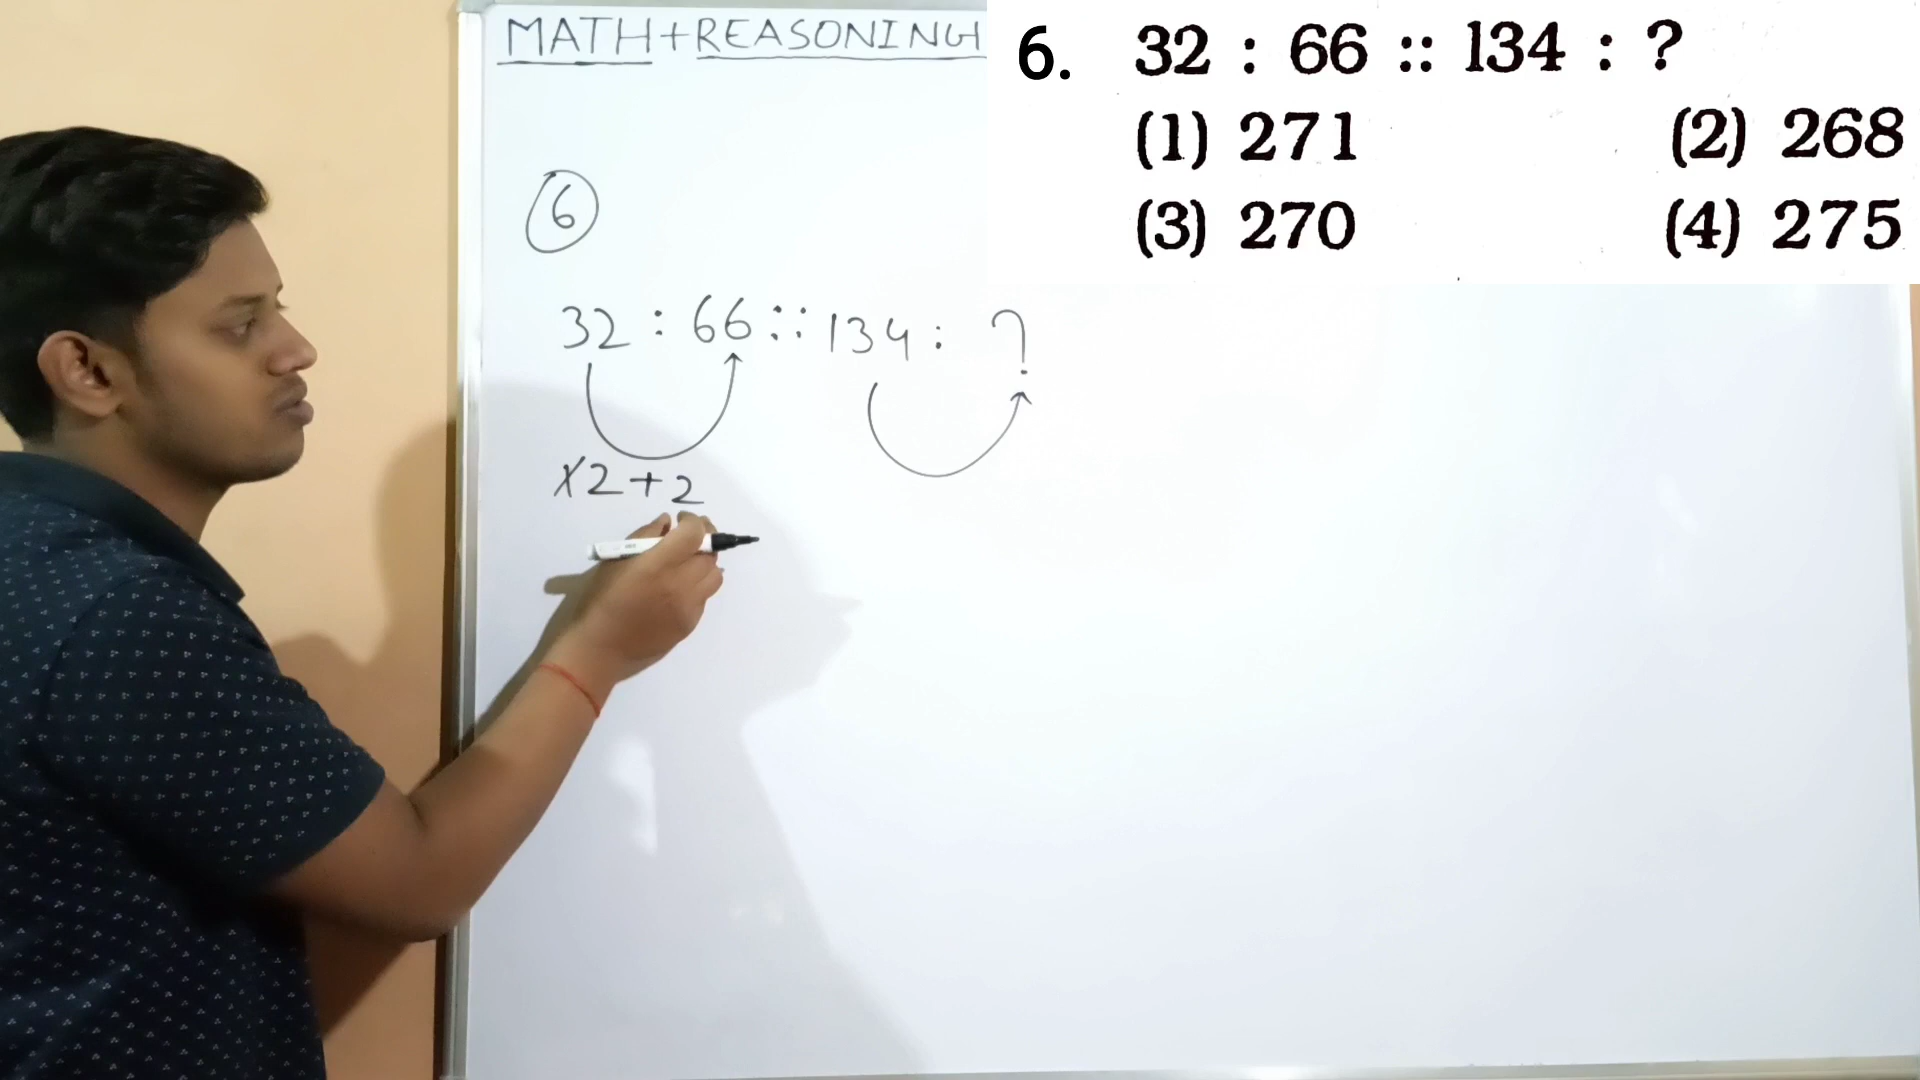 MATH+REASONING
6. 32 : 66 :: 134 : ?
(1) 271 (2) 268
(3) 270 (4) 275
6
32 : 66 :: 134 : ?
×2+2